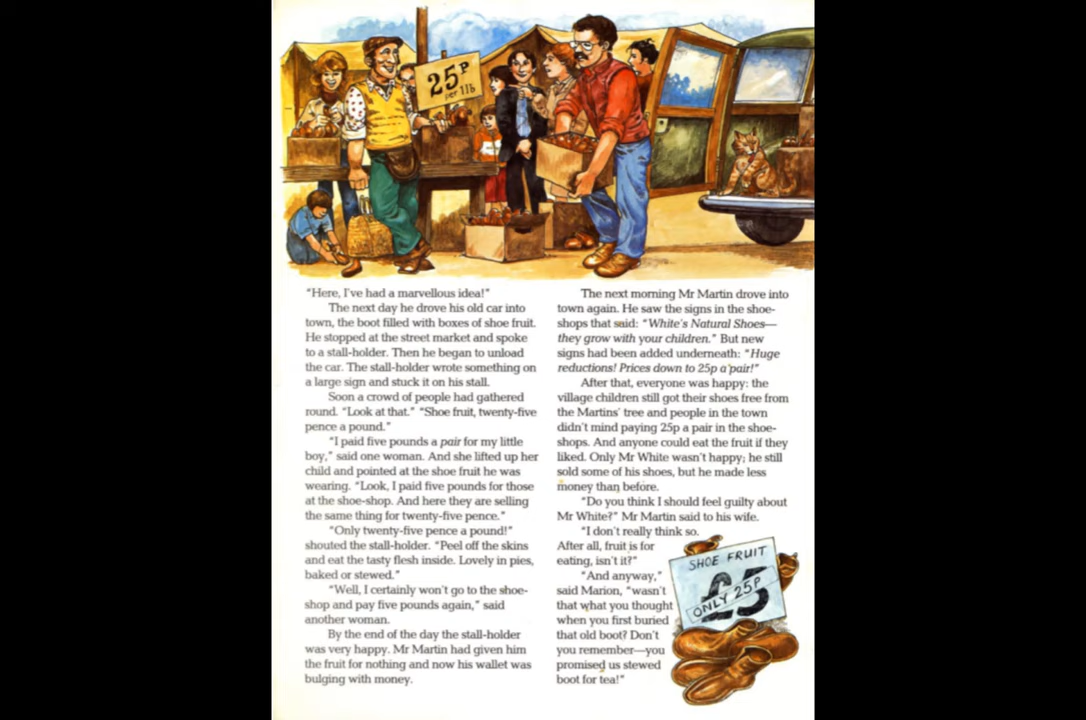 25P
per 1lb
"Here, I've had a marvellous idea!"
The next day he drove his old car into
town, the boot filled with boxes of shoe fruit.
He stopped at the street market and spoke
to a stall-holder. Then he began to unload
the car. The stall-holder wrote something on
a large sign and stuck it on his stall.
Soon a crowd of people had gathered
round. "Look at that." "Shoe fruit, twenty-five
pence a pound."
"I paid five pounds a pair for my little
boy," said one woman. And she lifted up her
child and pointed at the shoe fruit he was
wearing. "Look, I paid five pounds for those
at the shoe-shop. And here they are selling
the same thing for twenty-five pence."
"Only twenty-five pence a pound!"
shouted the stall-holder. "Peel off the skins
and eat the tasty flesh inside. Lovely in pies,
baked or stewed."
"Well, I certainly won't go to the shoe-
shop and pay five pounds again," said
another woman.
By the end of the day the stall-holder
was very happy. Mr Martin had given him
the fruit for nothing and now his wallet was
bulging with money.
The next morning Mr Martin drove into
town again. He saw the signs in the shoe-
shops that said: "White's Natural Shoes—
they grow with your children." But new
signs had been added underneath: "Huge
reductions! Prices down to 25p a pair!"
After that, everyone was happy: the
village children still got their shoes free from
the Martins' tree and people in the town
didn't mind paying 25p a pair in the shoe-
shops. And anyone could eat the fruit if they
liked. Only Mr White wasn't happy; he still
sold some of his shoes, but he made less
money than before.
"Do you think I should feel guilty about
Mr White?" Mr Martin said to his wife.
"I don't really think so.
After all, fruit is for
eating, isn't it?"
"And anyway,"
said Marion, "wasn't
that what you thought
when you first buried
that old boot? Don't
you remember—you
promised us stewed
boot for tea!"
SHOE FRUIT
£5
ONLY 25P